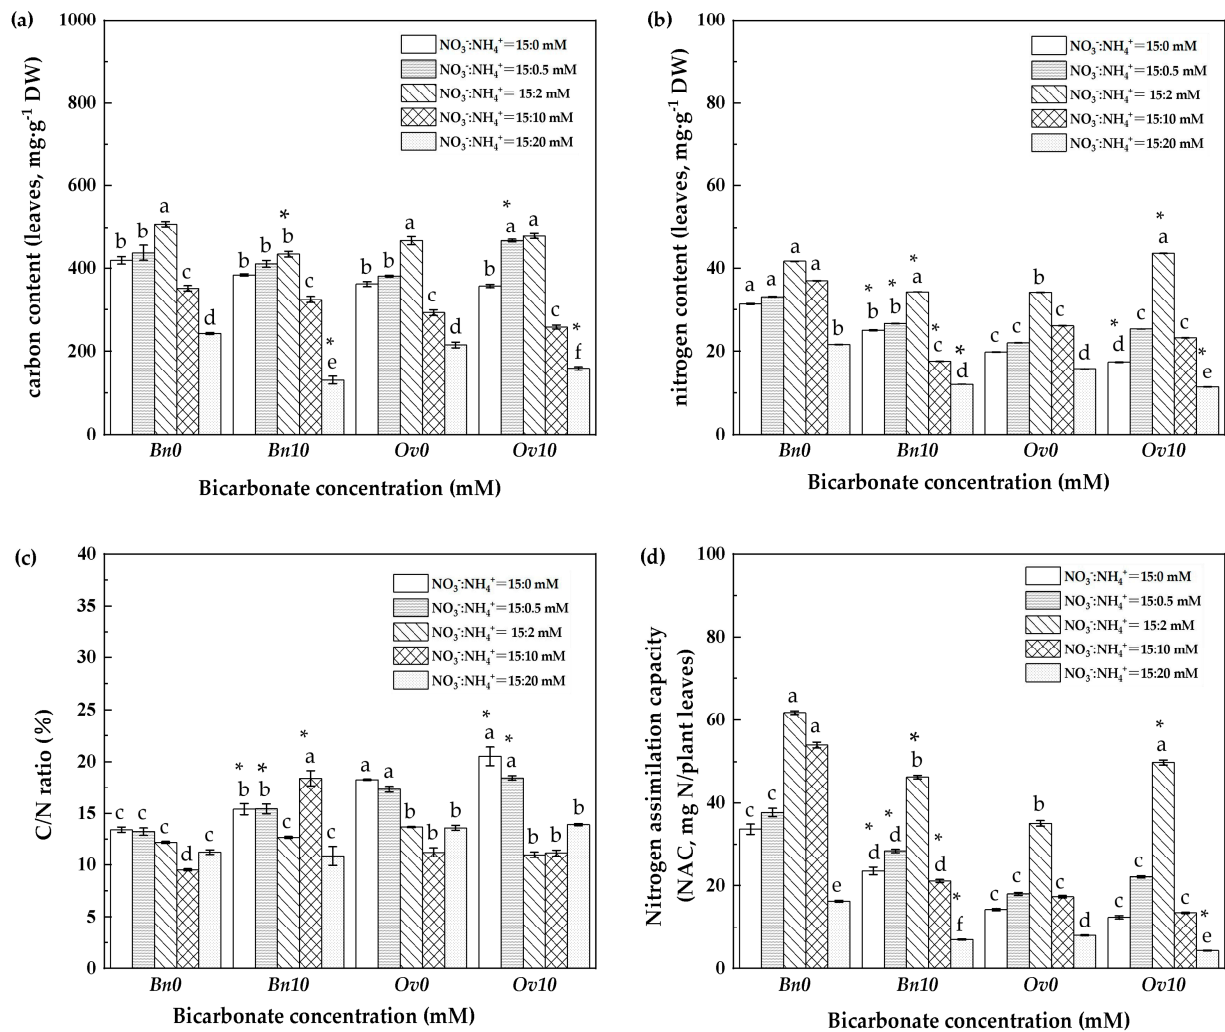 (a)
carbon content (leaves, mg·g⁻¹ DW)
1000
800
600
400
200
0
NO₃⁻:NH₄⁺=15:0 mM
NO₃⁻:NH₄⁺=15:0.5 mM
NO₃⁻:NH₄⁺= 15:2 mM
NO₃⁻:NH₄⁺=15:10 mM
NO₃⁻:NH₄⁺=15:20 mM
b b a c d
b b * b c * e
b b a c d
b * a a c * f
Bn0 Bn10 Ov0 Ov10
Bicarbonate concentration (mM)
(b)
nitrogen content (leaves, mg·g⁻¹ DW)
100
80
60
40
20
0
NO₃⁻:NH₄⁺=15:0 mM
NO₃⁻:NH₄⁺=15:0.5 mM
NO₃⁻:NH₄⁺= 15:2 mM
NO₃⁻:NH₄⁺=15:10 mM
NO₃⁻:NH₄⁺=15:20 mM
a a a a b
* b * b * a * c * d
c c b c d
* d c * a c * e
Bn0 Bn10 Ov0 Ov10
Bicarbonate concentration (mM)
(c)
C/N ratio (%)
40
35
30
25
20
15
10
5
0
NO₃⁻:NH₄⁺=15:0 mM
NO₃⁻:NH₄⁺=15:0.5 mM
NO₃⁻:NH₄⁺= 15:2 mM
NO₃⁻:NH₄⁺=15:10 mM
NO₃⁻:NH₄⁺=15:20 mM
c c c d c
* b * b c * a c
a a b b b
* a * a b b b
Bn0 Bn10 Ov0 Ov10
Bicarbonate concentration (mM)
(d)
Nitrogen assimilation capacity
(NAC, mg N/plant leaves)
100
80
60
40
20
0
NO₃⁻:NH₄⁺=15:0 mM
NO₃⁻:NH₄⁺=15:0.5 mM
NO₃⁻:NH₄⁺= 15:2 mM
NO₃⁻:NH₄⁺=15:10 mM
NO₃⁻:NH₄⁺=15:20 mM
c c a a e
* d * d * b * d * f
c c b c d
c c * a c * e
Bn0 Bn10 Ov0 Ov10
Bicarbonate concentration (mM)